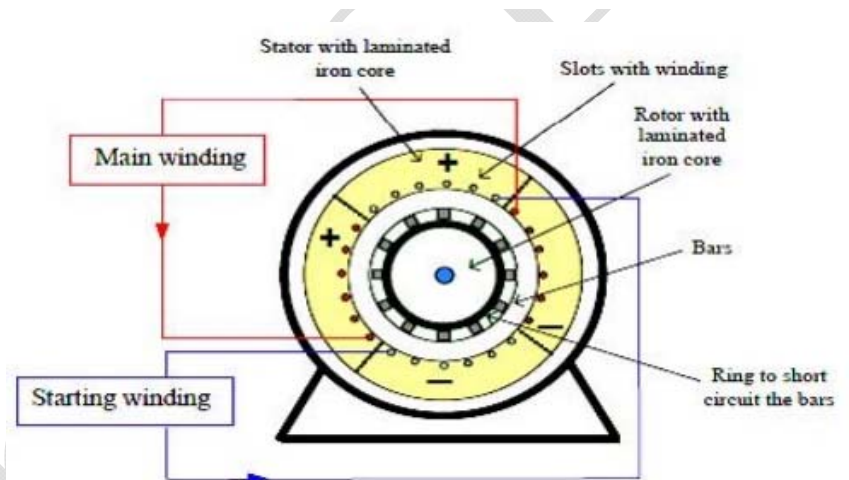 Stator with laminated
iron core
Slots with winding
Rotor with
laminated
iron core
Main winding
+
+
Bars
−
−
Ring to short
circuit the bars
Starting winding